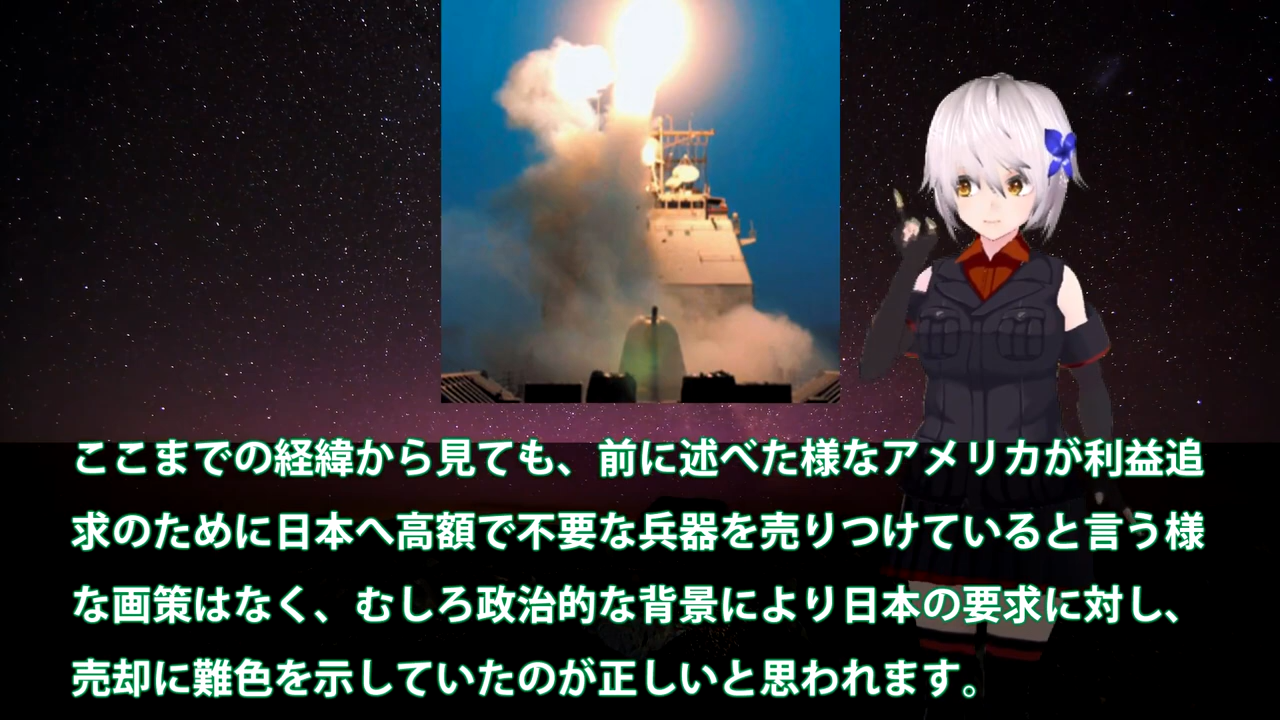 ここまでの経緯から見ても、前に述べた様なアメリカが利益追
求のために日本へ高額で不要な兵器を売りつけていると言う様
な画策はなく、むしろ政治的な背景により日本の要求に対し、
売却に難色を示していたのが正しいと思われます。